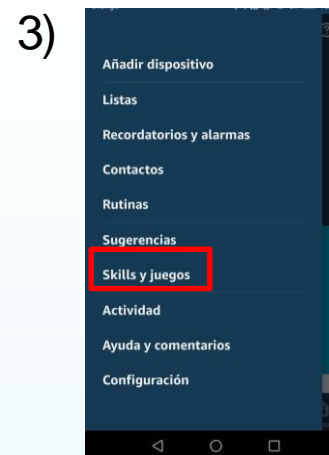 3)
Añadir dispositivo
Listas
Recordatorios y alarmas
Contactos
Rutinas
Sugerencias
Skills y juegos
Actividad
Ayuda y comentarios
Configuración